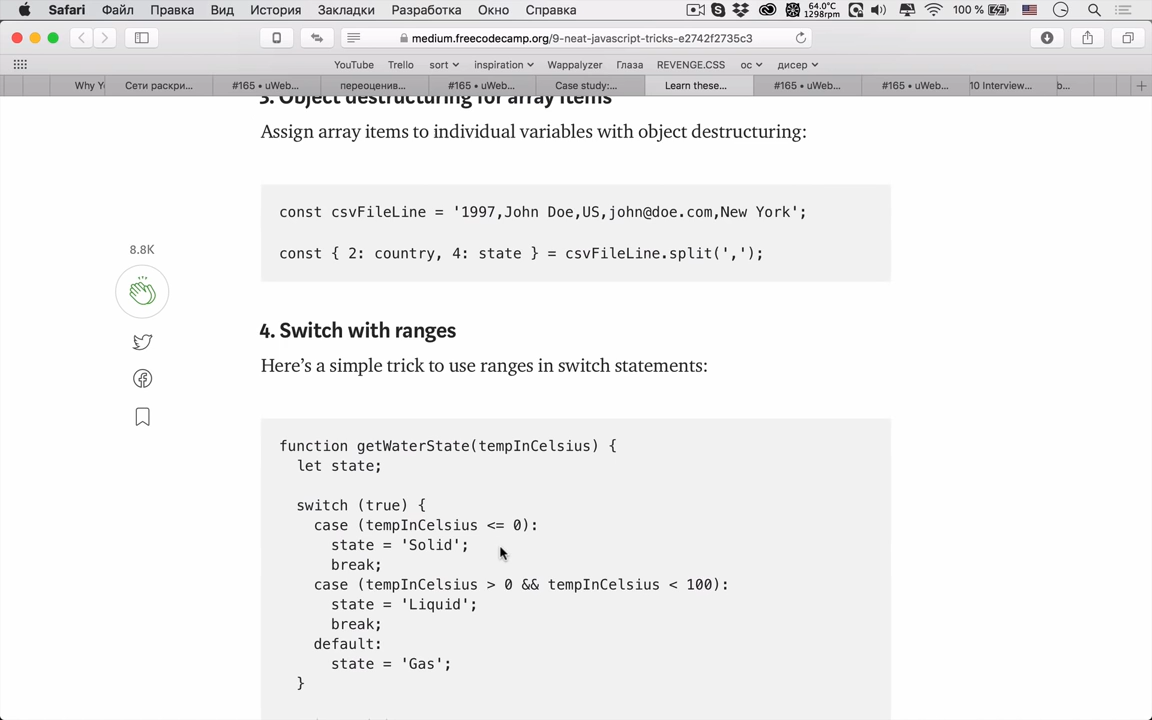 Safari Файл Правка Вид История Закладки Разработка Окно Справка 64.0°C 1298rpm 100 %
medium.freecodecamp.org/9-neat-javascript-tricks-e2742f2735c3
YouTube Trello sort inspiration Wappalyzer Глаза REVENGE.CSS ос дисер
Why Y Сети раскри... #165 • uWeb... переоценив... #165 • uWeb... Case study:... Learn these... #165 • uWeb... #165 • uWeb... 10 Interview... b...
3. Object destructuring for array items
Assign array items to individual variables with object destructuring:
const csvFileLine = '1997,John Doe,US,john@doe.com,New York';
const { 2: country, 4: state } = csvFileLine.split(',');
8.8K
4. Switch with ranges
Here’s a simple trick to use ranges in switch statements:
function getWaterState(tempInCelsius) {
let state;
switch (true) {
case (tempInCelsius <= 0):
state = 'Solid';
break;
case (tempInCelsius > 0 && tempInCelsius < 100):
state = 'Liquid';
break;
default:
state = 'Gas';
}